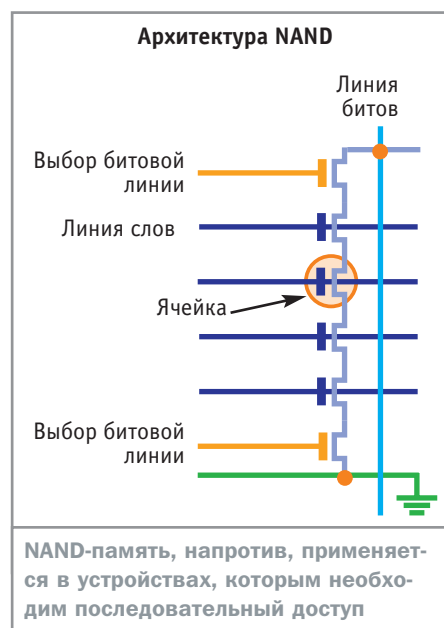 Архитектура NAND
Линия
битов
Выбор битовой
линии
Линия слов
Ячейка
Выбор битовой
линии
NAND-память, напротив, применяет-
ся в устройствах, которым необхо-
дим последовательный доступ